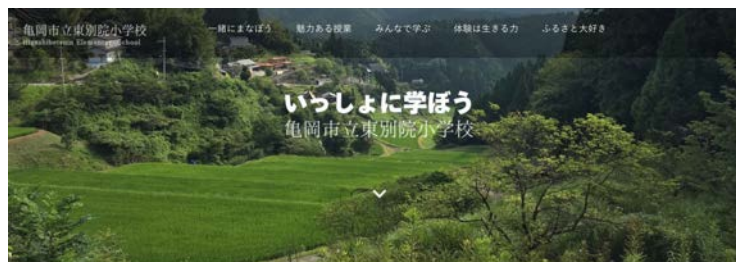 亀岡市立東別院小学校
Higashibetsuin Elementary School
一緒にまなぼう 魅力ある授業 みんなで学ぶ 体験は生きる力 ふるさと大好き
いっしょに学ぼう
亀岡市立東別院小学校